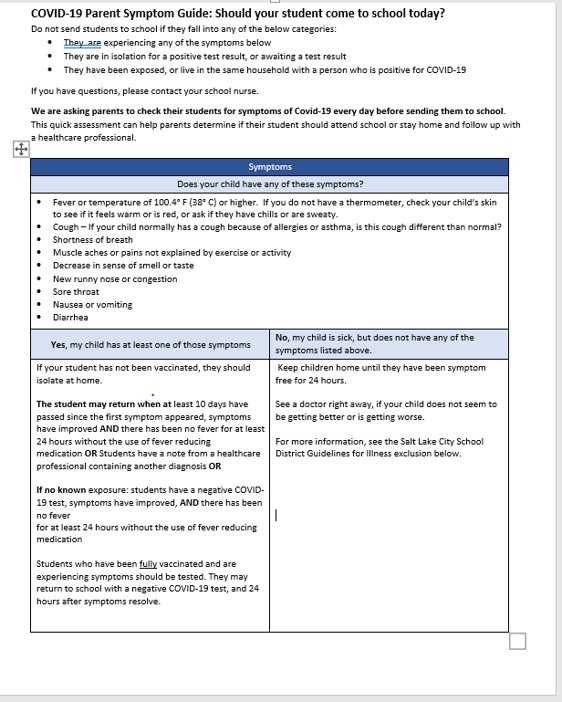 COVID-19 Parent Symptom Guide: Should your student come to school today?
Do not send students to school if they fall into any of the below categories:
• They are experiencing any of the symptoms below
• They are in isolation for a positive test result, or awaiting a test result
• They have been exposed, or live in the same household with a person who is positive for COVID-19
If you have questions, please contact your school nurse.
We are asking parents to check their students for symptoms of Covid-19 every day before sending them to school.
This quick assessment can help parents determine if their student should attend school or stay home and follow up with
a healthcare professional.
Symptoms
Does your child have any of these symptoms?
• Fever or temperature of 100.4° F (38° C) or higher. If you do not have a thermometer, check your child's skin
to see if it feels warm or is red, or ask if they have chills or are sweaty.
• Cough – If your child normally has a cough because of allergies or asthma, is this cough different than normal?
• Shortness of breath
• Muscle aches or pains not explained by exercise or activity
• Decrease in sense of smell or taste
• New runny nose or congestion
• Sore throat
• Nausea or vomiting
• Diarrhea
Yes, my child has at least one of those symptoms
If your student has not been vaccinated, they should
isolate at home.
The student may return when at least 10 days have
passed since the first symptom appeared, symptoms
have improved AND there has been no fever for at least
24 hours without the use of fever reducing
medication OR Students have a note from a healthcare
professional containing another diagnosis OR
If no known exposure: students have a negative COVID-
19 test, symptoms have improved, AND there has been
no fever
for at least 24 hours without the use of fever reducing
medication
Students who have been fully vaccinated and are
experiencing symptoms should be tested. They may
return to school with a negative COVID-19 test, and 24
hours after symptoms resolve.
No, my child is sick, but does not have any of the
symptoms listed above.
Keep children home until they have been symptom
free for 24 hours.
See a doctor right away, if your child does not seem to
be getting better or is getting worse.
For more information, see the Salt Lake City School
District Guidelines for Illness exclusion below.